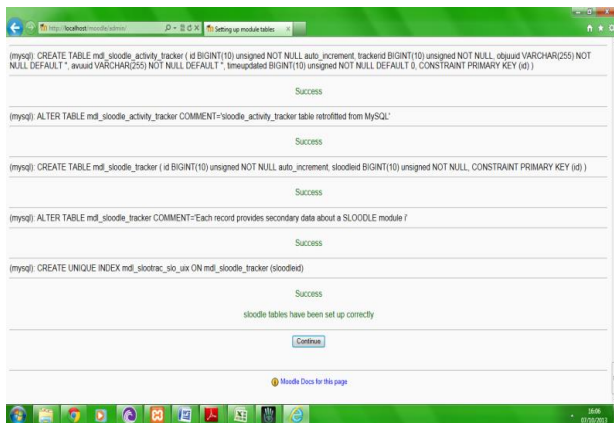 http://localhost/moodle/admin/
Setting up module tables
(mysql): CREATE TABLE mdl_sloodle_activity_tracker ( id BIGINT(10) unsigned NOT NULL auto_increment, trackerid BIGINT(10) unsigned NOT NULL, objuuid VARCHAR(255) NOT
NULL DEFAULT '', avuuid VARCHAR(255) NOT NULL DEFAULT '', timeupdated BIGINT(10) unsigned NOT NULL DEFAULT 0, CONSTRAINT PRIMARY KEY (id) )
Success
(mysql): ALTER TABLE mdl_sloodle_activity_tracker COMMENT='sloodle_activity_tracker table retrofitted from MySQL'
Success
(mysql): CREATE TABLE mdl_sloodle_tracker ( id BIGINT(10) unsigned NOT NULL auto_increment, sloodleid BIGINT(10) unsigned NOT NULL, CONSTRAINT PRIMARY KEY (id) )
Success
(mysql): ALTER TABLE mdl_sloodle_tracker COMMENT='Each record provides secondary data about a SLOODLE module /'
Success
(mysql): CREATE UNIQUE INDEX mdl_slootrac_slo_uix ON mdl_sloodle_tracker (sloodleid)
Success
sloodle tables have been set up correctly
Continue
Moodle Docs for this page
16:06
07/10/2011